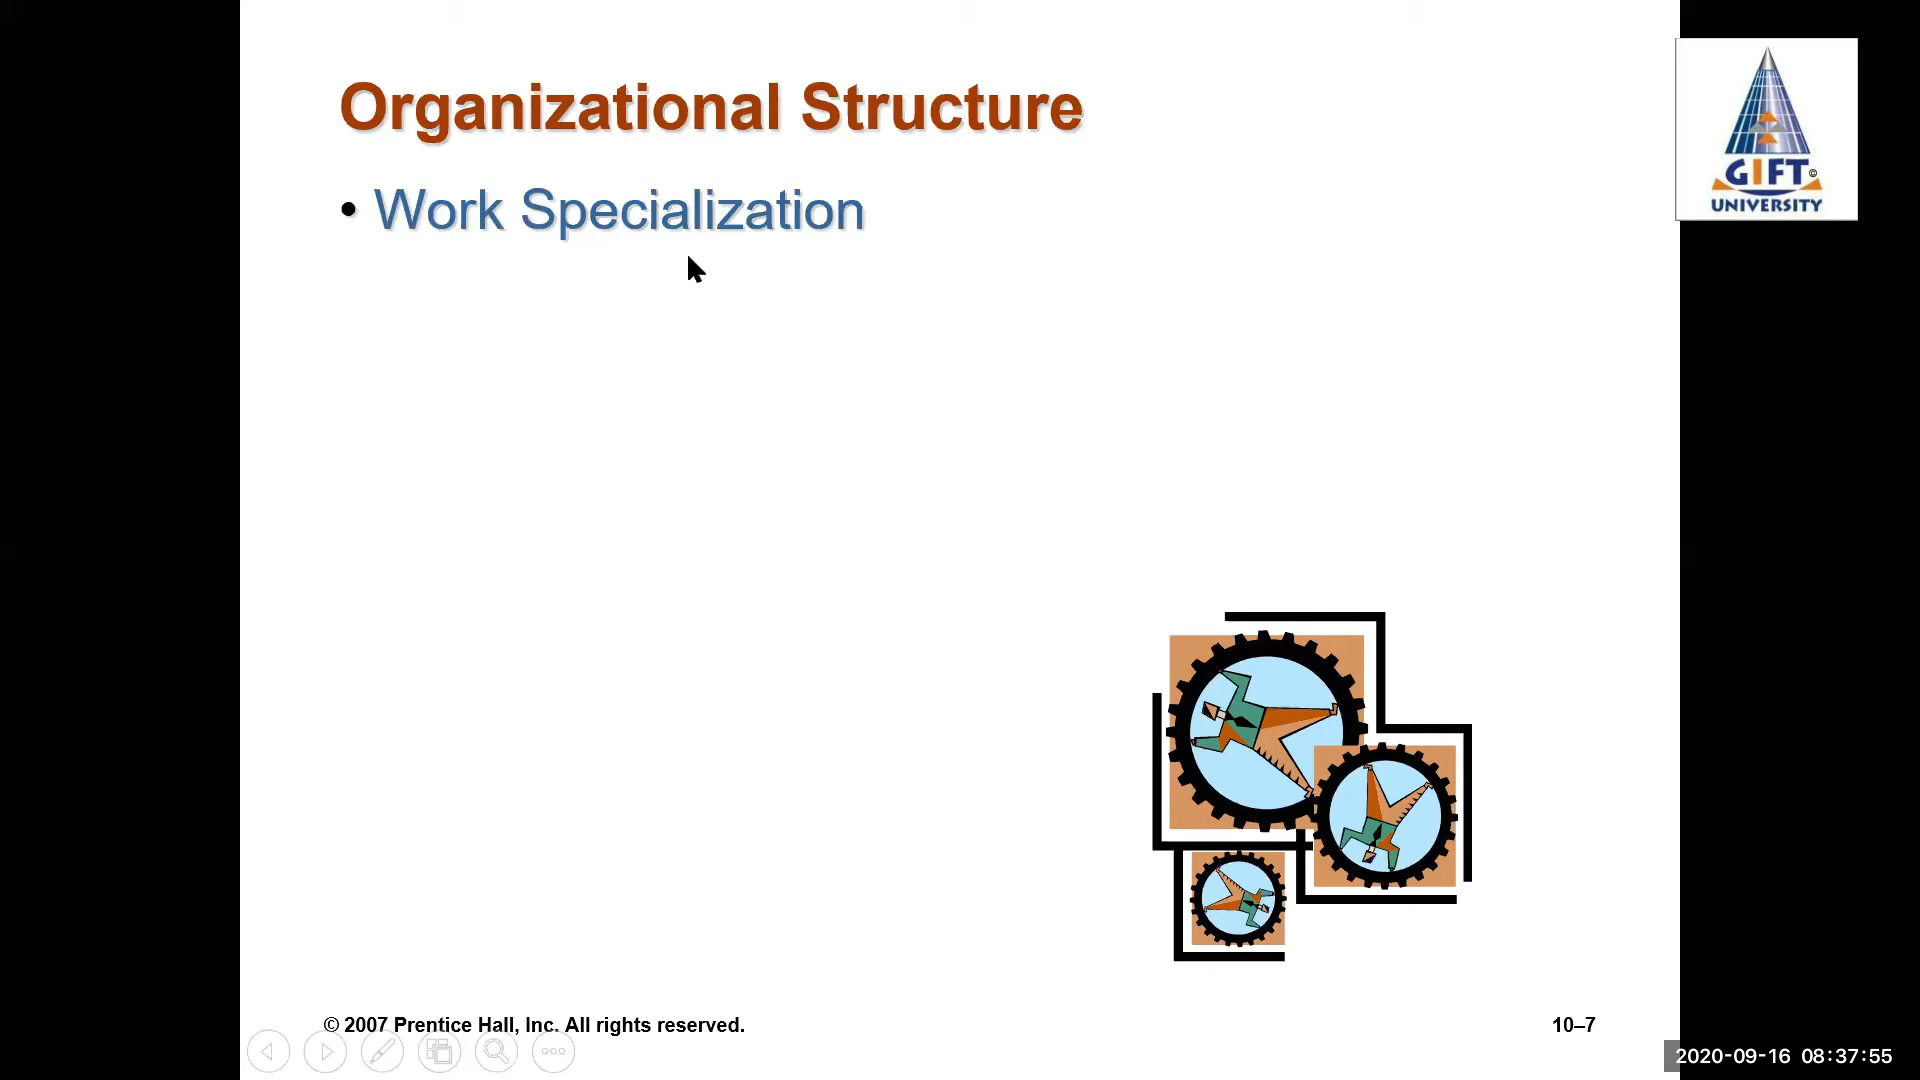 Organizational Structure
• Work Specialization
GIFT©
UNIVERSITY
© 2007 Prentice Hall, Inc. All rights reserved.
10–7
2020-09-16 08:37:55